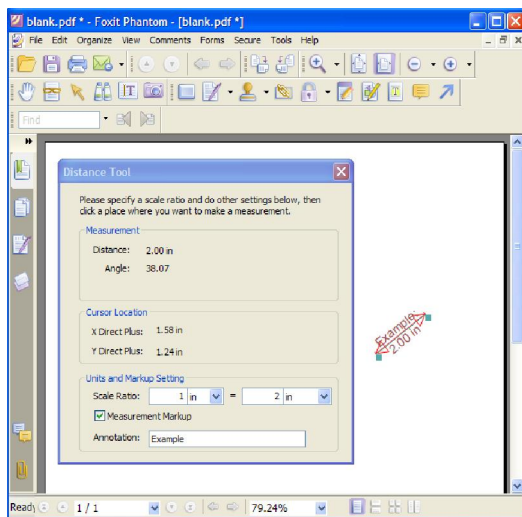 blank.pdf * - Foxit Phantom - [blank.pdf *]
File Edit Organize View Comments Forms Secure Tools Help
Find
Distance Tool
Please specify a scale ratio and do other settings below, then
click a place where you want to make a measurement.
Measurement
Distance: 2.00 in
Angle: 38.07
Cursor Location
X Direct Plus: 1.58 in
Y Direct Plus: 1.24 in
Example
2.00 in
Units and Markup Setting
Scale Ratio: 1 in = 2 in
Measurement Markup
Annotation: Example
Ready 1 / 1 79.24%